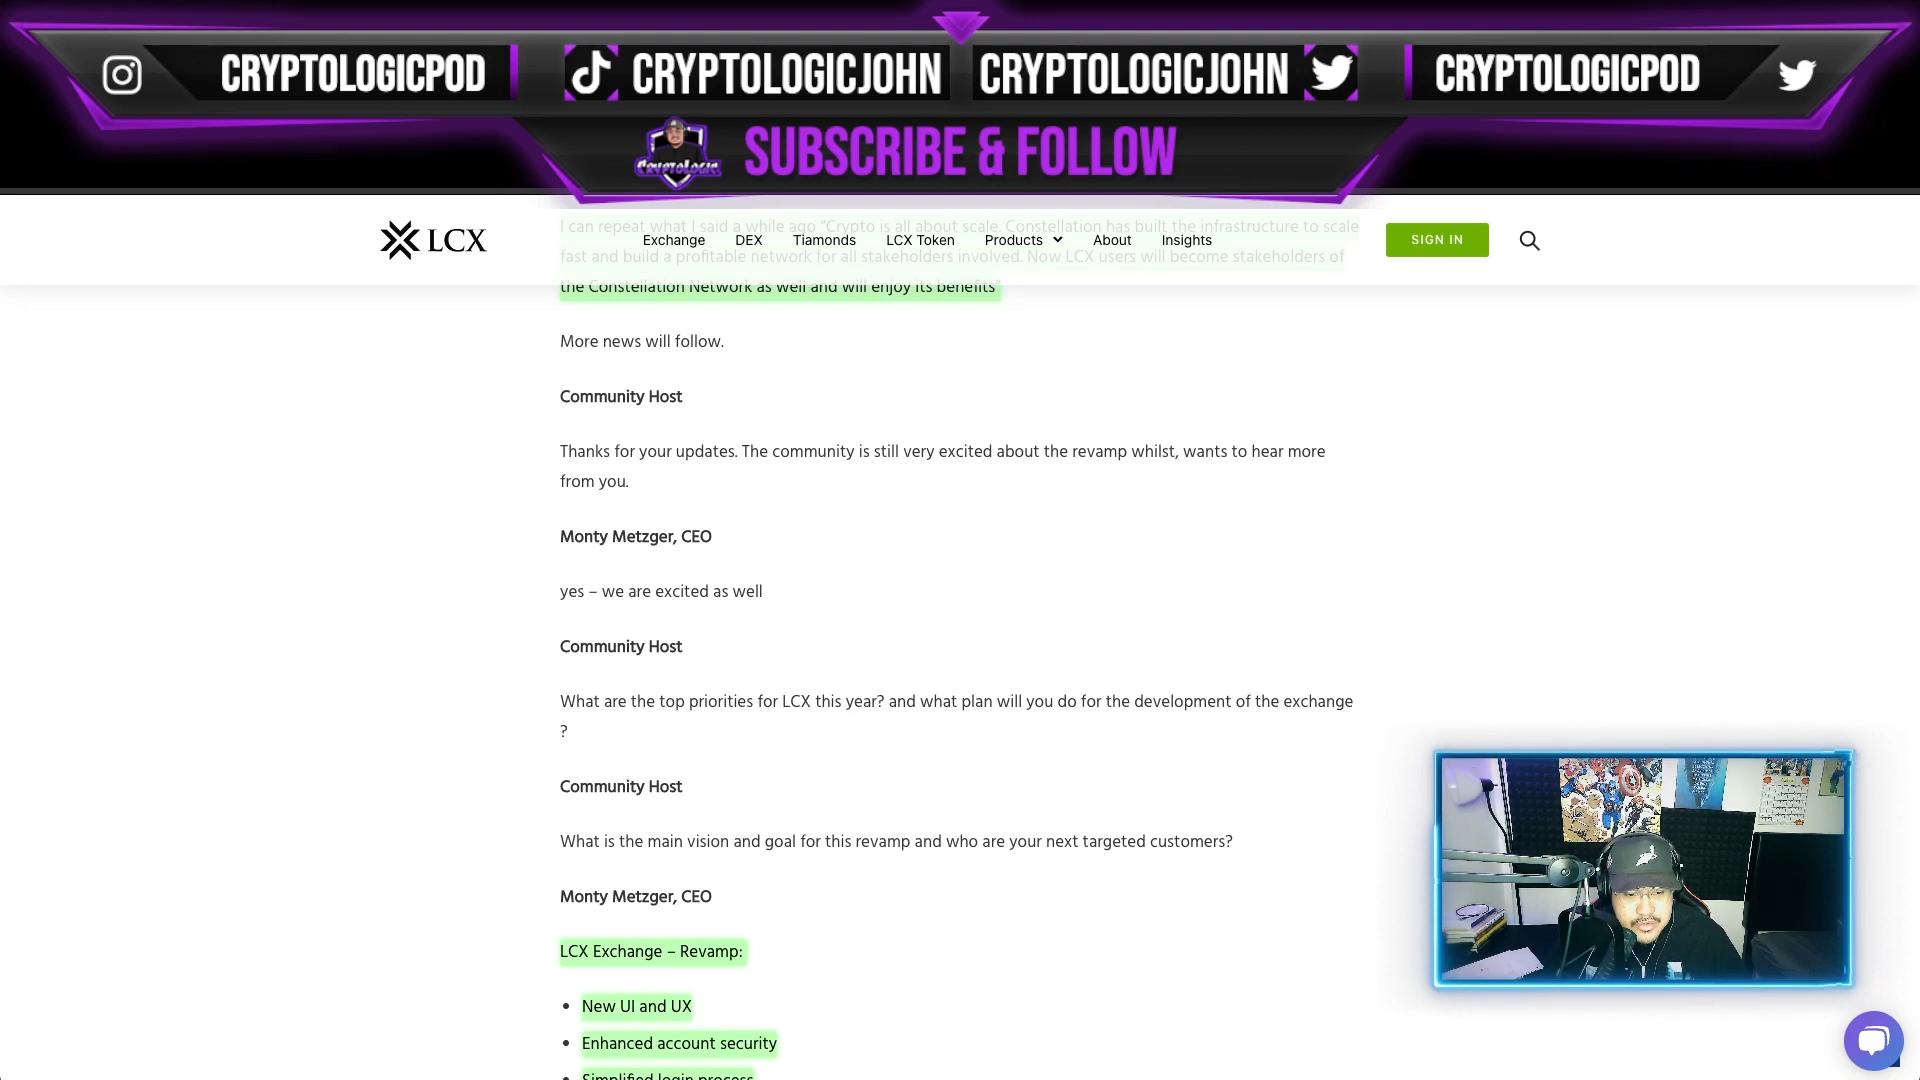 CRYPTOLOGICPOD
CRYPTOLOGICJOHN
CRYPTOLOGICJOHN
CRYPTOLOGICPOD
CRYPTOLOGIC
SUBSCRIBE & FOLLOW
LCX
Exchange
DEX
Tiamonds
LCX Token
Products
About
Insights
SIGN IN
I can repeat what I said a while ago “Crypto is all about scale. Constellation has built the infrastructure to scale
fast and build a profitable network for all stakeholders involved. Now LCX users will become stakeholders of
the Constellation Network as well and will enjoy its benefits”
More news will follow.
Community Host
Thanks for your updates. The community is still very excited about the revamp whilst, wants to hear more
from you.
Monty Metzger, CEO
yes – we are excited as well
Community Host
What are the top priorities for LCX this year? and what plan will you do for the development of the exchange
?
Community Host
What is the main vision and goal for this revamp and who are your next targeted customers?
Monty Metzger, CEO
LCX Exchange – Revamp:
• New UI and UX
• Enhanced account security
• Simplified login process